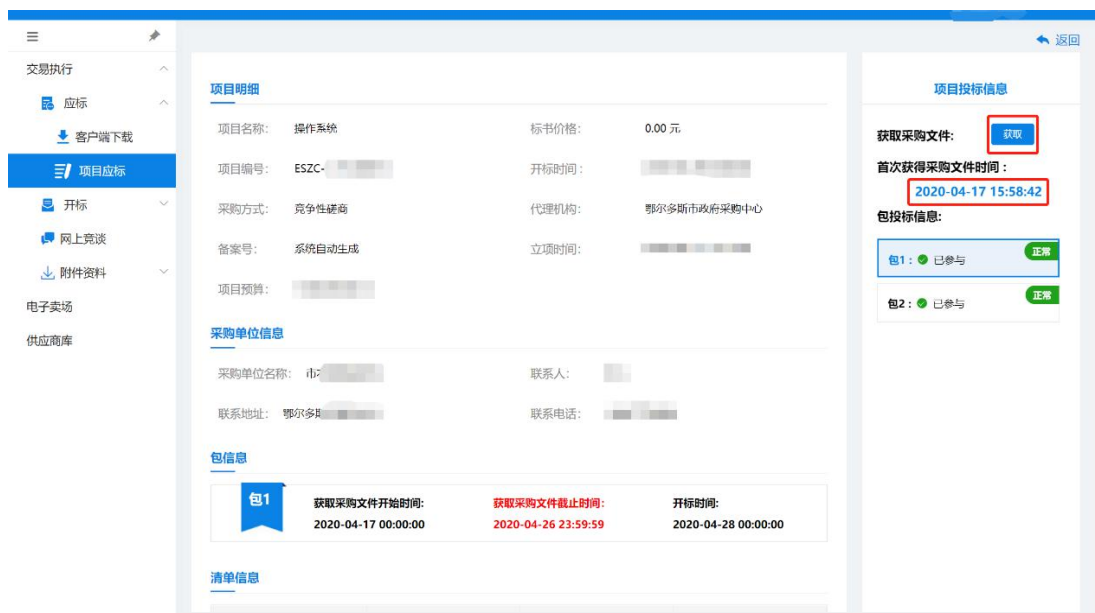 返回
交易执行
应标
客户端下载
项目应标
开标
网上竞谈
附件资料
电子卖场
供应商库
项目明细
项目名称： 操作系统 标书价格： 0.00 元
项目编号： ESZC- 开标时间：
采购方式： 竞争性磋商 代理机构： 鄂尔多斯市政府采购中心
备案号： 系统自动生成 立项时间：
项目预算：
采购单位信息
采购单位名称： 市 联系人：
联系地址： 鄂尔多 联系电话：
包信息
包1
获取采购文件开始时间: 获取采购文件截止时间: 开标时间:
2020-04-17 00:00:00 2020-04-26 23:59:59 2020-04-28 00:00:00
清单信息
项目投标信息
获取采购文件: 获取
首次获得采购文件时间：
2020-04-17 15:58:42
包投标信息:
包1： 已参与 正常
包2： 已参与 正常